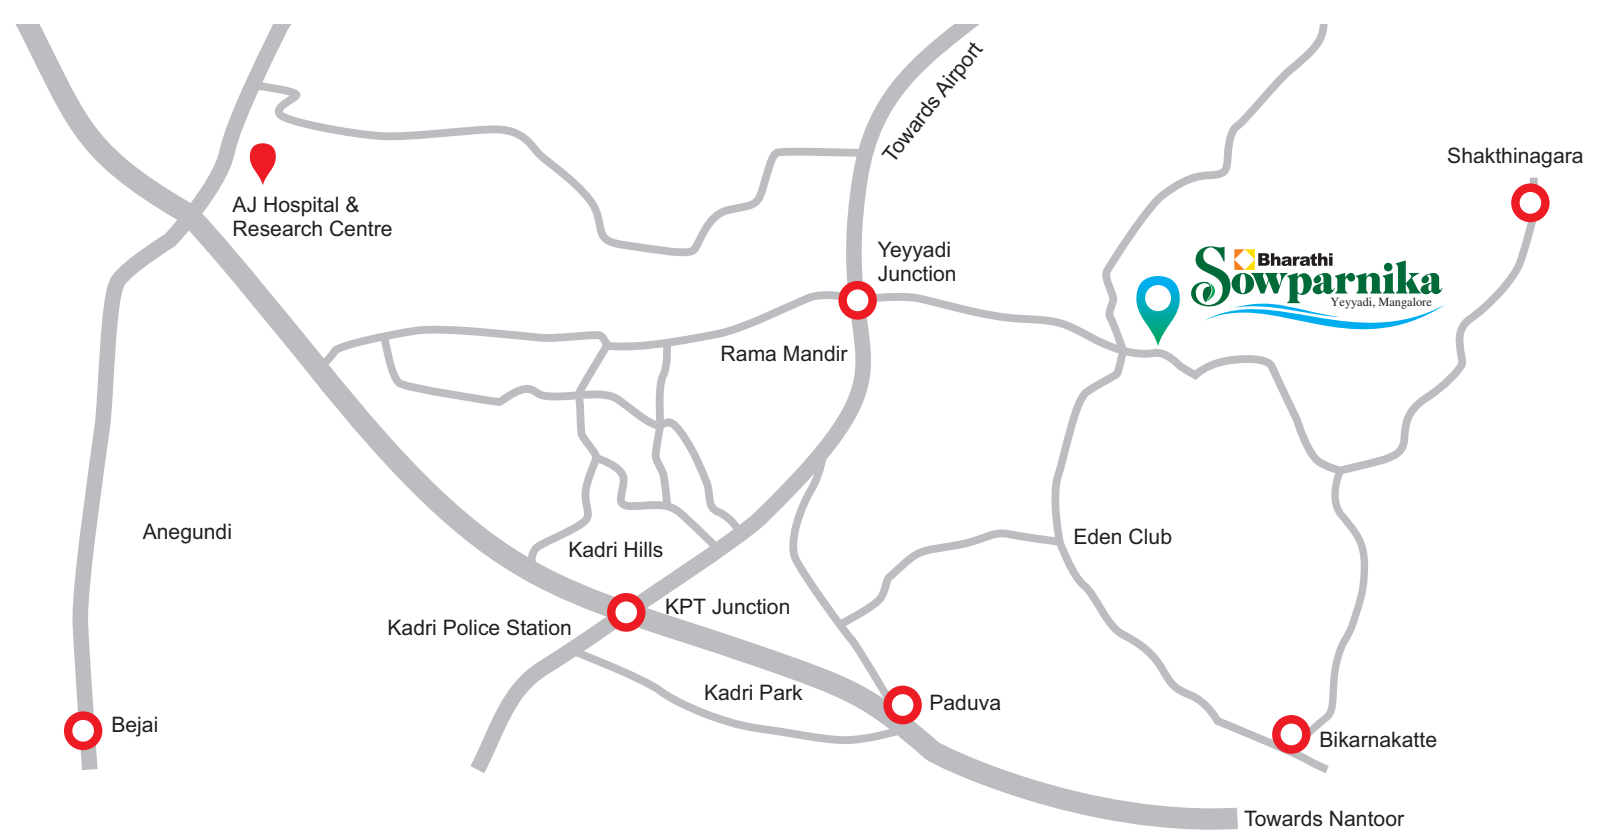 Towards Airport
Shakthinagara
AJ Hospital &
Research Centre
Yeyyadi
Junction
Bharathi
Sowparnika
Yeyyadi, Mangalore
Rama Mandir
Anegundi
Eden Club
Kadri Hills
KPT Junction
Kadri Police Station
Kadri Park
Paduva
Bejai
Bikarnakatte
Towards Nantoor